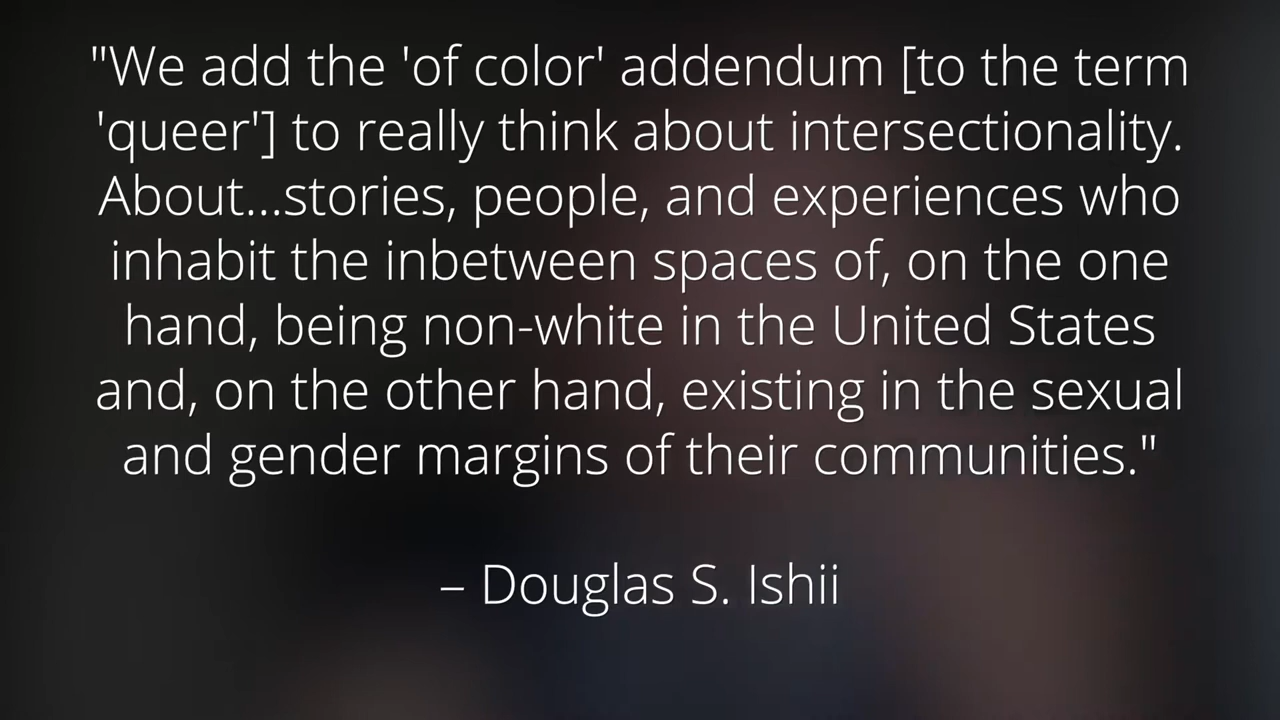 "We add the 'of color' addendum [to the term
'queer'] to really think about intersectionality.
About...stories, people, and experiences who
inhabit the inbetween spaces of, on the one
hand, being non-white in the United States
and, on the other hand, existing in the sexual
and gender margins of their communities."
– Douglas S. Ishii